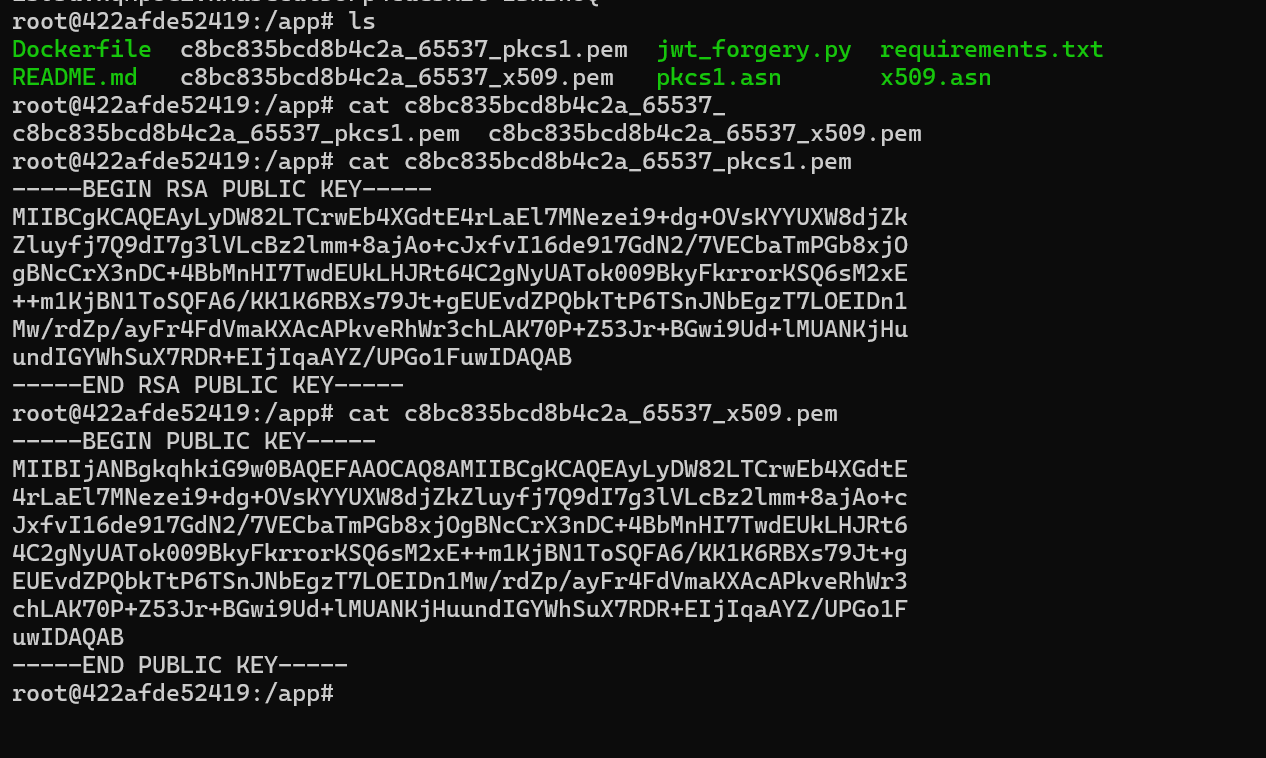 root@422afde52419:/app# ls
Dockerfile  c8bc835bcd8b4c2a_65537_pkcs1.pem  jwt_forgery.py  requirements.txt
README.md   c8bc835bcd8b4c2a_65537_x509.pem   pkcs1.asn       x509.asn
root@422afde52419:/app# cat c8bc835bcd8b4c2a_65537_
c8bc835bcd8b4c2a_65537_pkcs1.pem  c8bc835bcd8b4c2a_65537_x509.pem
root@422afde52419:/app# cat c8bc835bcd8b4c2a_65537_pkcs1.pem
-----BEGIN RSA PUBLIC KEY-----
MIIBCgKCAQEAyLyDW82LTCrwEb4XGdtE4rLaEl7MNezei9+dg+OVsKYYUXW8djZk
Zluyfj7Q9dI7g3lVLcBz2lmm+8ajAo+cJxfvI16de917GdN2/7VECbaTmPGb8xjO
gBNcCrX3nDC+4BbMnHI7TwdEUkLHJRt64C2gNyUATok009BkyFkrrorKSQ6sM2xE
++m1KjBN1ToSQFA6/KK1K6RBXs79Jt+gEUEvdZPQbkTtP6TSnJNbEgzT7LOEIDn1
Mw/rdZp/ayFr4FdVmaKXAcAPkveRhWr3chLAK70P+Z53Jr+BGwi9Ud+lMUANKjHu
undIGYWhSuX7RDR+EIjIqaAYZ/UPGo1FuwIDAQAB
-----END RSA PUBLIC KEY-----
root@422afde52419:/app# cat c8bc835bcd8b4c2a_65537_x509.pem
-----BEGIN PUBLIC KEY-----
MIIBIjANBgkqhkiG9w0BAQEFAAOCAQ8AMIIBCgKCAQEAyLyDW82LTCrwEb4XGdtE
4rLaEl7MNezei9+dg+OVsKYYUXW8djZkZluyfj7Q9dI7g3lVLcBz2lmm+8ajAo+c
JxfvI16de917GdN2/7VECbaTmPGb8xjOgBNcCrX3nDC+4BbMnHI7TwdEUkLHJRt6
4C2gNyUATok009BkyFkrrorKSQ6sM2xE++m1KjBN1ToSQFA6/KK1K6RBXs79Jt+g
EUEvdZPQbkTtP6TSnJNbEgzT7LOEIDn1Mw/rdZp/ayFr4FdVmaKXAcAPkveRhWr3
chLAK70P+Z53Jr+BGwi9Ud+lMUANKjHuundIGYWhSuX7RDR+EIjIqaAYZ/UPGo1F
uwIDAQAB
-----END PUBLIC KEY-----
root@422afde52419:/app#